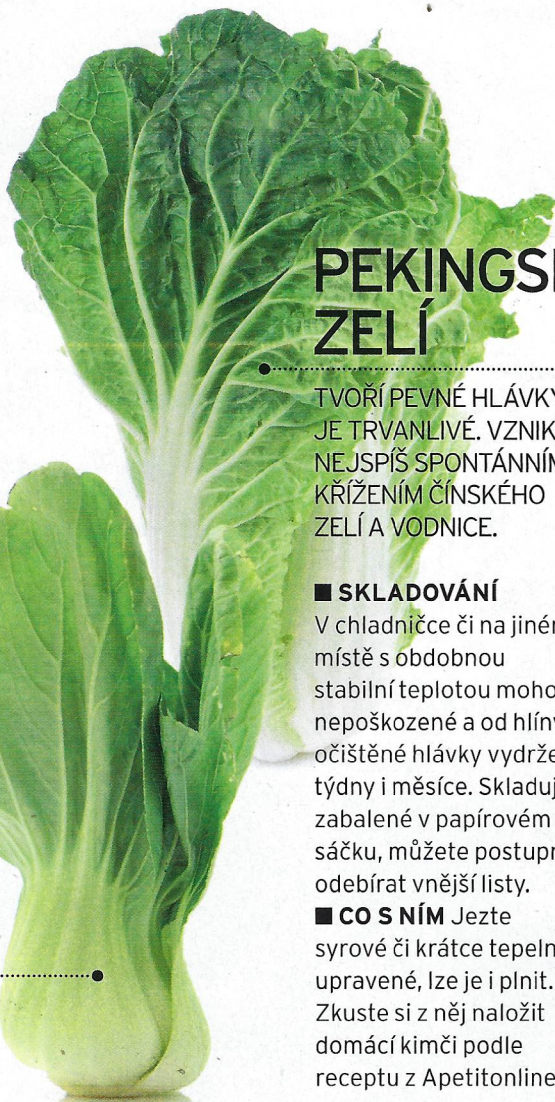 PEKINGSK
ZELÍ
TVOŘÍ PEVNÉ HLÁVKY
JE TRVANLIVÉ. VZNIK
NEJSPÍŠ SPONTÁNNÍM
KŘÍŽENÍM ČÍNSKÉHO
ZELÍ A VODNICE.
■ SKLADOVÁNÍ
V chladničce či na jiném
místě s obdobnou
stabilní teplotou moho
nepoškozené a od hlíny
očištěné hlávky vydrže
týdny i měsíce. Skladuj
zabalené v papírovém
sáčku, můžete postupn
odebírat vnější listy.
■ CO S NÍM Jezte
syrové či krátce tepeln
upravené, lze je i plnit.
Zkuste si z něj naložit
domácí kimči podle
receptu z Apetitonline